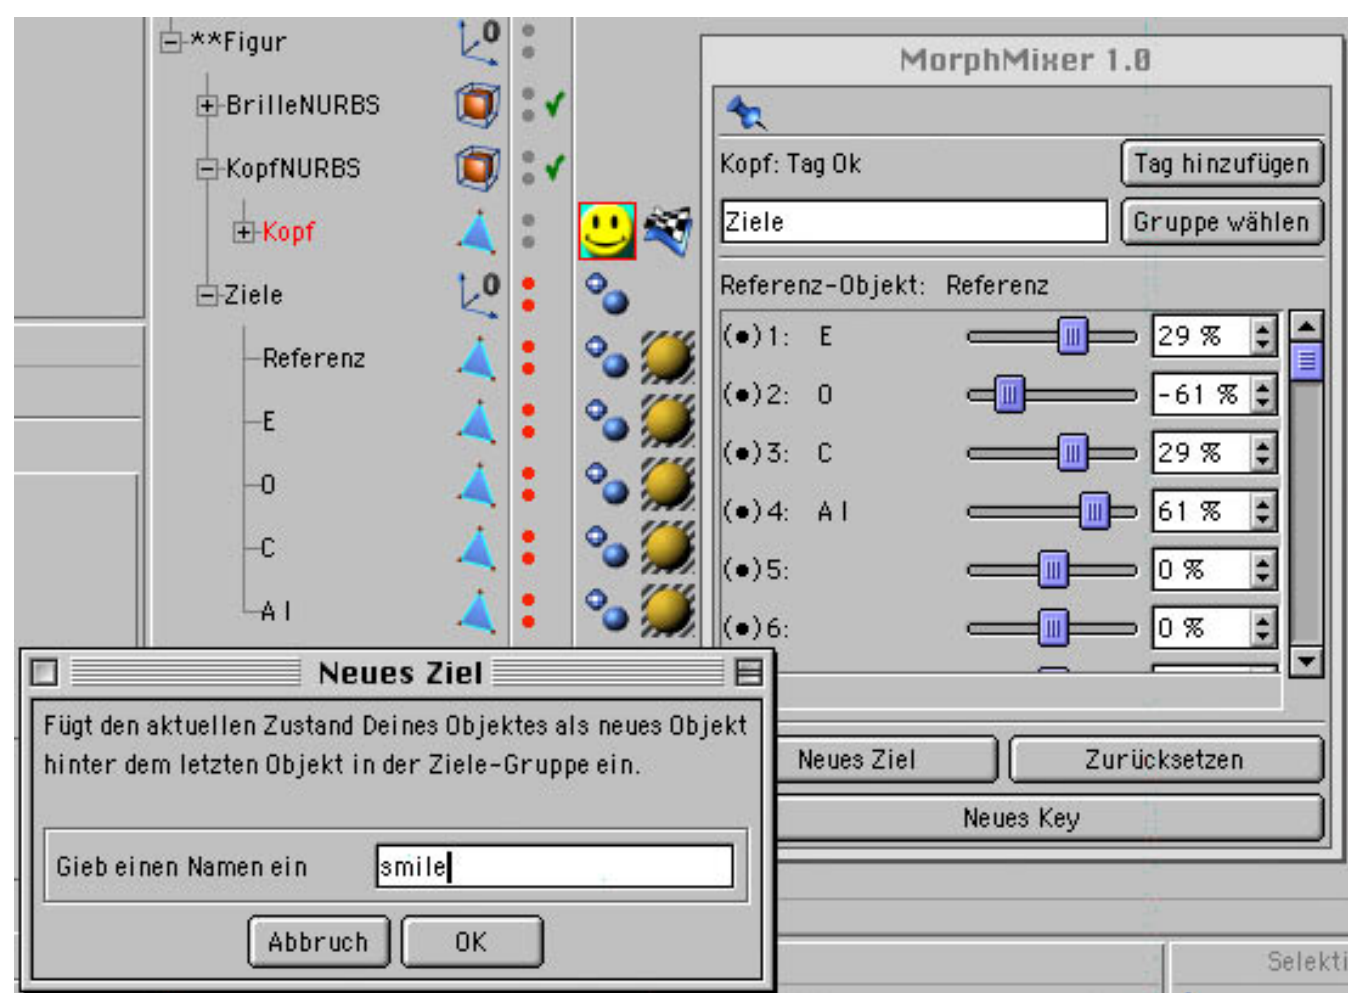 **Figur
BrilleNURBS
KopfNURBS
Kopf
Ziele
Referenz
E
O
C
A I
MorphMixer 1.0
Kopf: Tag Ok
Tag hinzufügen
Ziele
Gruppe wählen
Referenz-Objekt: Referenz
(•)1: E 29 %
(•)2: O -61 %
(•)3: C 29 %
(•)4: A I 61 %
(•)5: 0 %
(•)6: 0 %
Neues Ziel
Zurücksetzen
Neues Key
Neues Ziel
Fügt den aktuellen Zustand Deines Objektes als neues Objekt
hinter dem letzten Objekt in der Ziele-Gruppe ein.
Gieb einen Namen ein
smile
Abbruch
OK
Selekti